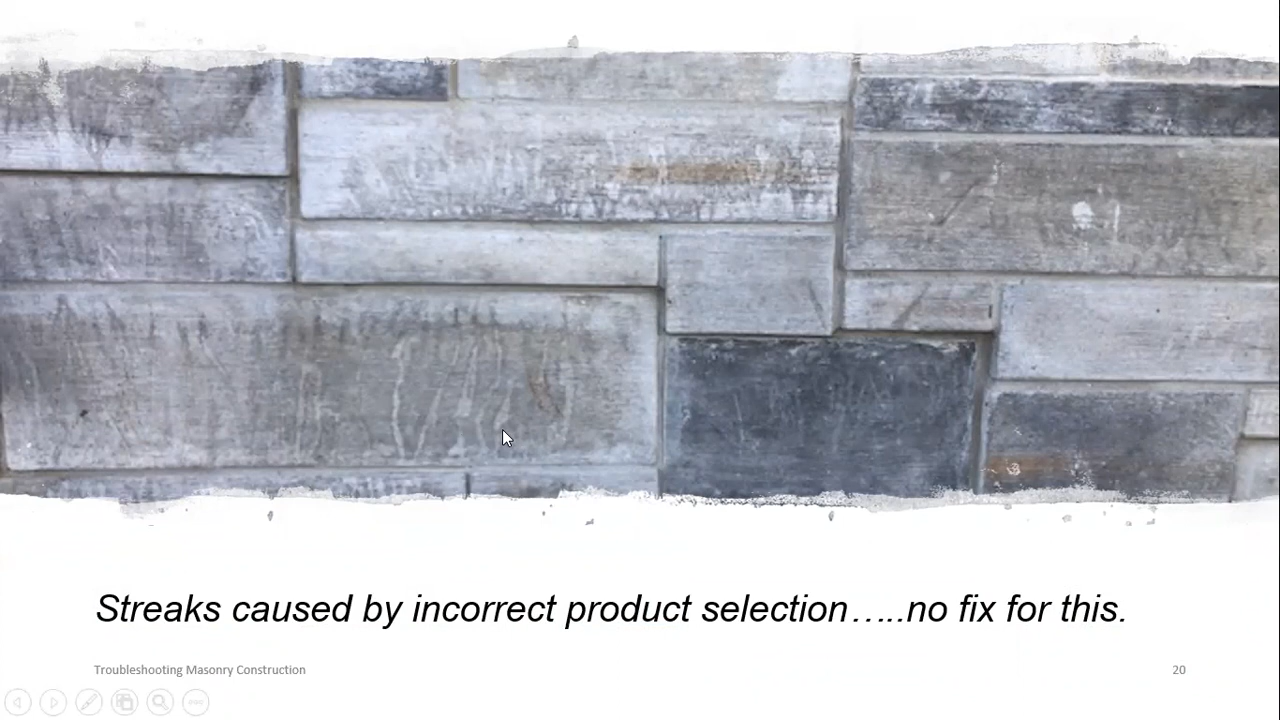 Streaks caused by incorrect product selection…..no fix for this.
Troubleshooting Masonry Construction
20